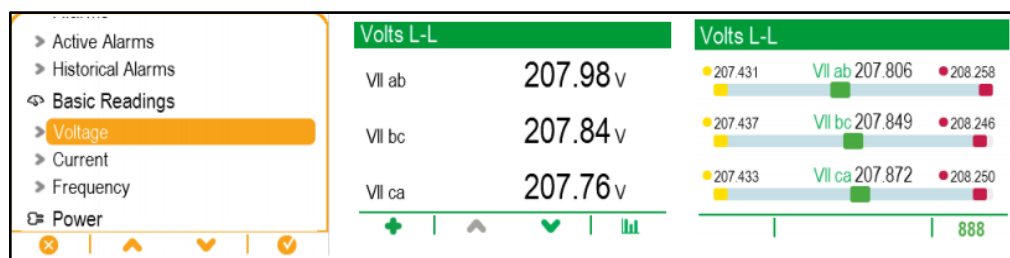 Active Alarms
Historical Alarms
Basic Readings
Voltage
Current
Frequency
Power
Volts L-L
Vll ab 207.98 V
Vll bc 207.84 V
Vll ca 207.76 V
Volts L-L
207.431 Vll ab 207.806 208.258
207.437 Vll bc 207.849 208.246
207.433 Vll ca 207.872 208.250
888